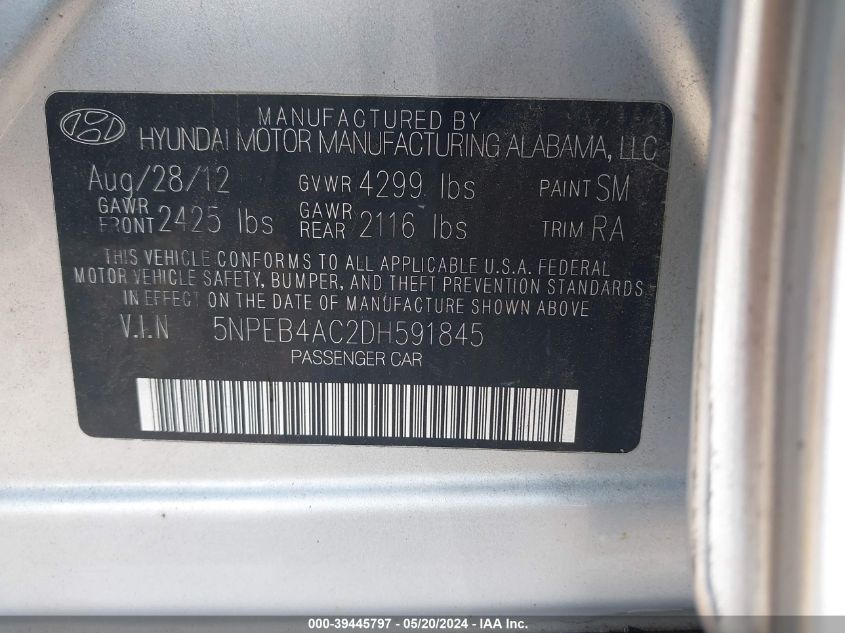 MANUFACTURED BY
HYUNDAI MOTOR MANUFACTURING ALABAMA, LLC
Aug/28/12 GVWR 4299 lbs PAINT SM
GAWR FRONT 2425 lbs GAWR REAR 2116 lbs TRIM RA
THIS VEHICLE CONFORMS TO ALL APPLICABLE U.S.A. FEDERAL
MOTOR VEHICLE SAFETY, BUMPER, AND THEFT PREVENTION STANDARDS
IN EFFECT ON THE DATE OF MANUFACTURE SHOWN ABOVE
V.I.N 5NPEB4AC2DH591845
PASSENGER CAR
000-39445797 - 05/20/2024 - IMAGE © IAA, INC.